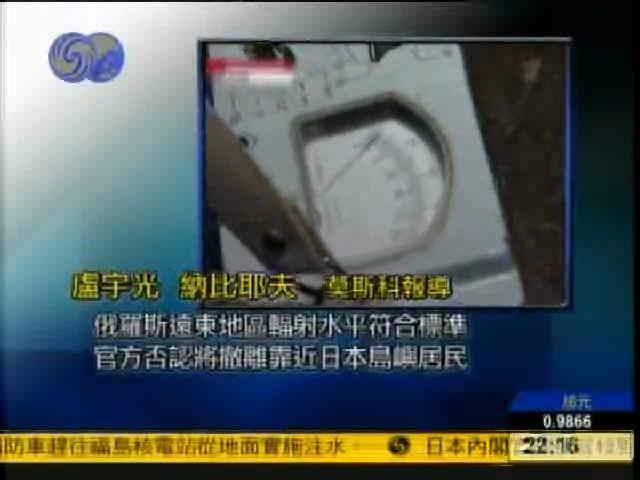 盧宇光 納比耶夫 莫斯科報導
俄羅斯遠東地區輻射水平符合標準
官方否認將撤離靠近日本島嶼居民
0.9866
防車趕往福島核電站從地面實施注水 日本內閣
22:16